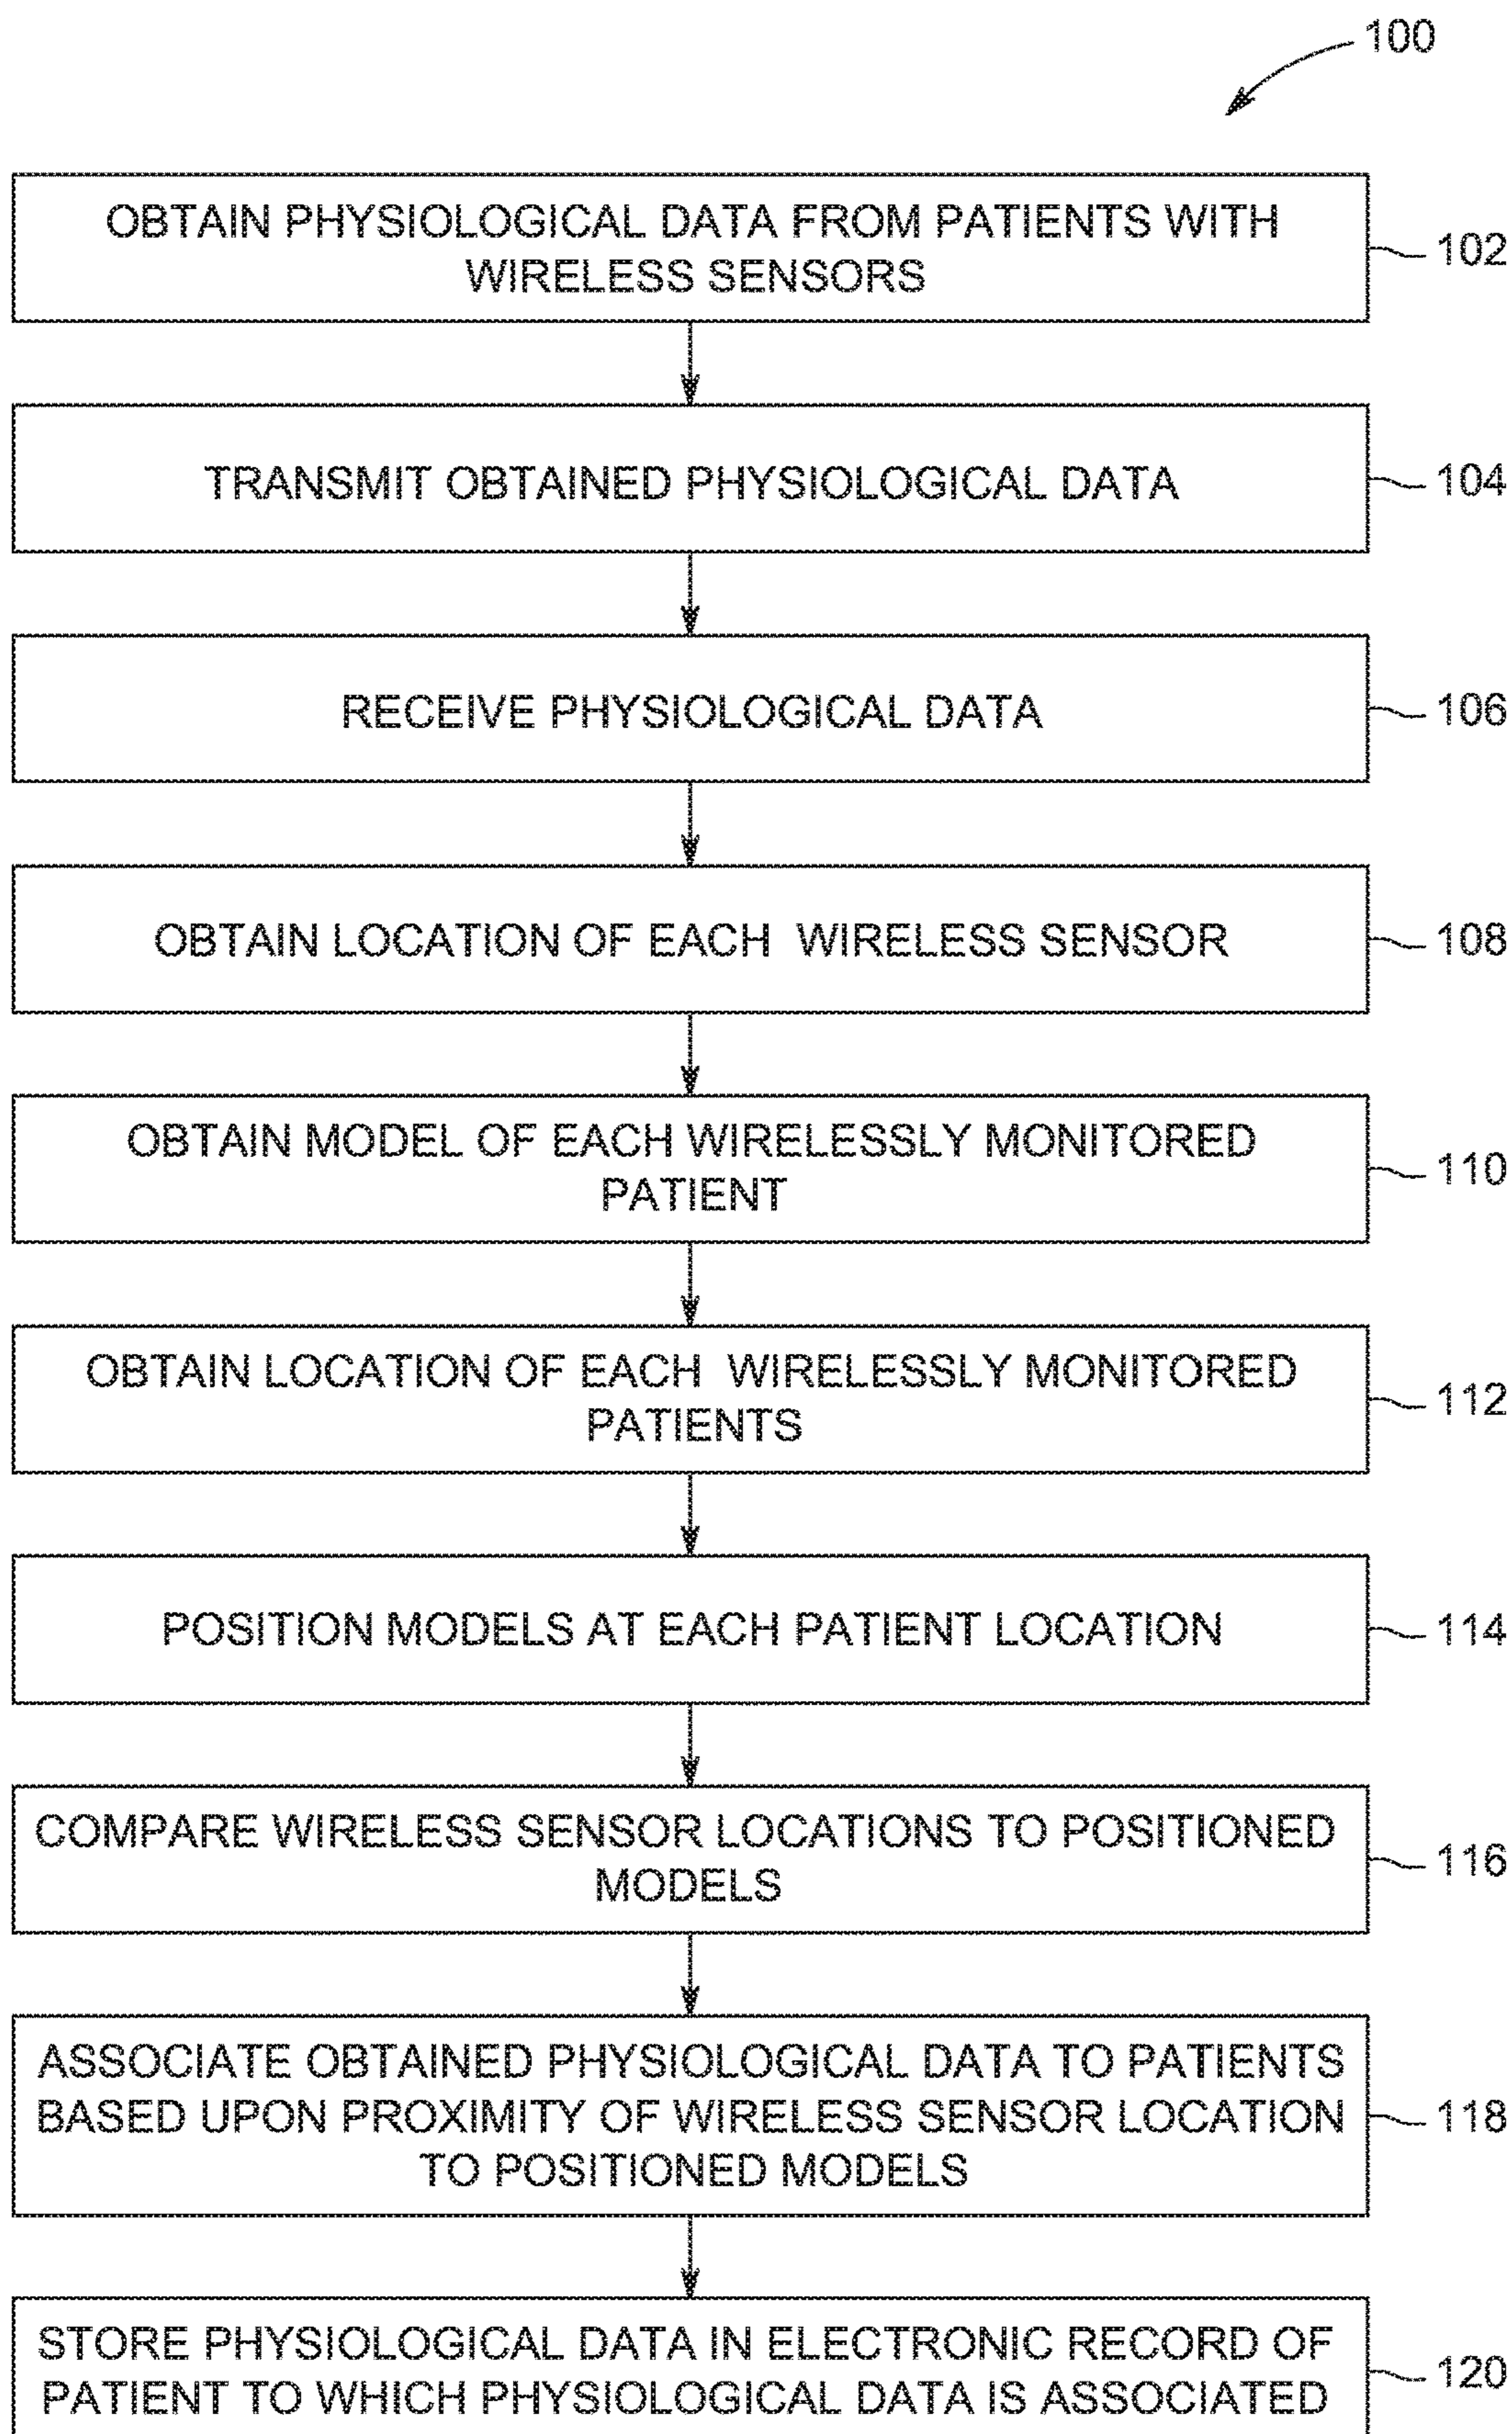 100
OBTAIN PHYSIOLOGICAL DATA FROM PATIENTS WITH
WIRELESS SENSORS
102
TRANSMIT OBTAINED PHYSIOLOGICAL DATA
104
RECEIVE PHYSIOLOGICAL DATA
106
OBTAIN LOCATION OF EACH WIRELESS SENSOR
108
OBTAIN MODEL OF EACH WIRELESSLY MONITORED
PATIENT
110
OBTAIN LOCATION OF EACH WIRELESSLY MONITORED
PATIENTS
112
POSITION MODELS AT EACH PATIENT LOCATION
114
COMPARE WIRELESS SENSOR LOCATIONS TO POSITIONED
MODELS
116
ASSOCIATE OBTAINED PHYSIOLOGICAL DATA TO PATIENTS
BASED UPON PROXIMITY OF WIRELESS SENSOR LOCATION
TO POSITIONED MODELS
118
STORE PHYSIOLOGICAL DATA IN ELECTRONIC RECORD OF
PATIENT TO WHICH PHYSIOLOGICAL DATA IS ASSOCIATED
120